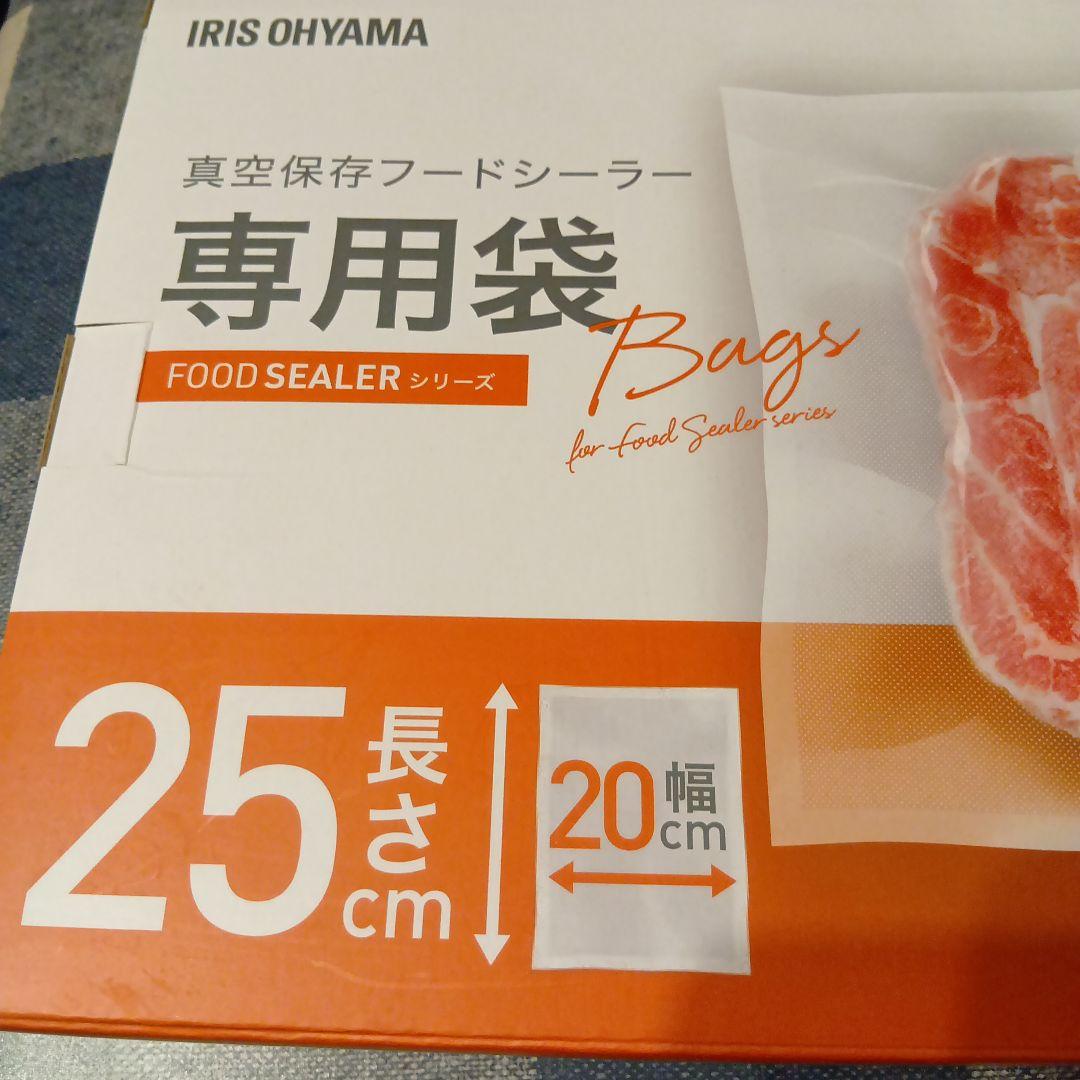 IRIS OHYAMA
真空保存フードシーラー
専用袋
FOOD SEALER シリーズ
Bags
for Food Sealer series
25
長さ
cm
20
幅
cm